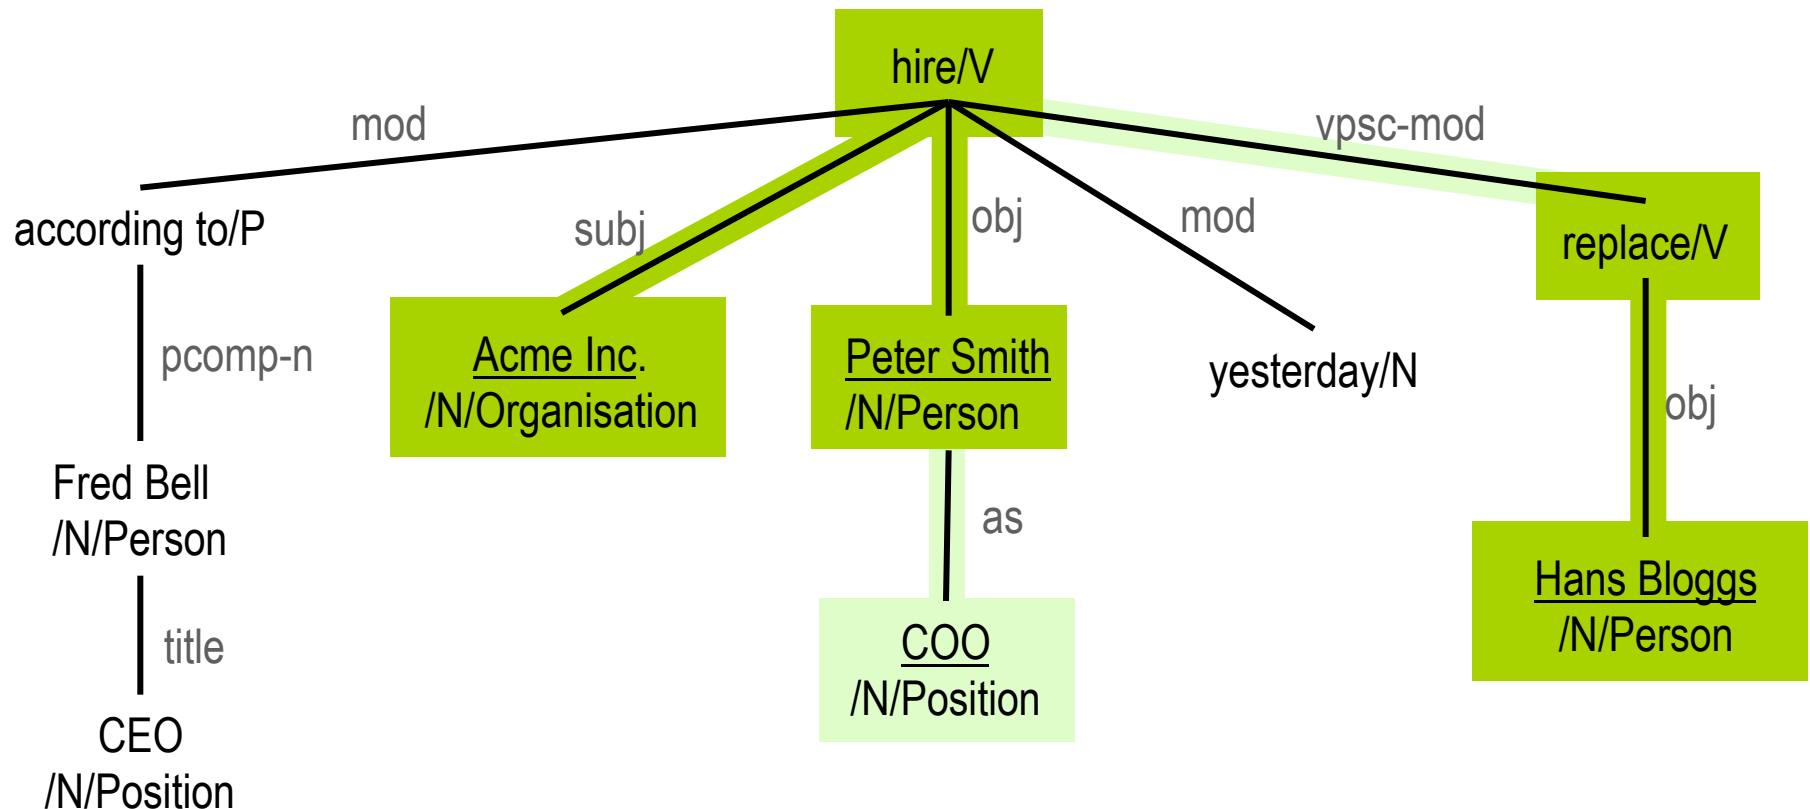 hire/V
mod
vpsc-mod
according to/P
subj
obj
mod
replace/V
pcomp-n
Acme Inc.
/N/Organisation
Peter Smith
/N/Person
yesterday/N
obj
Fred Bell
/N/Person
as
Hans Bloggs
/N/Person
title
COO
/N/Position
CEO
/N/Position